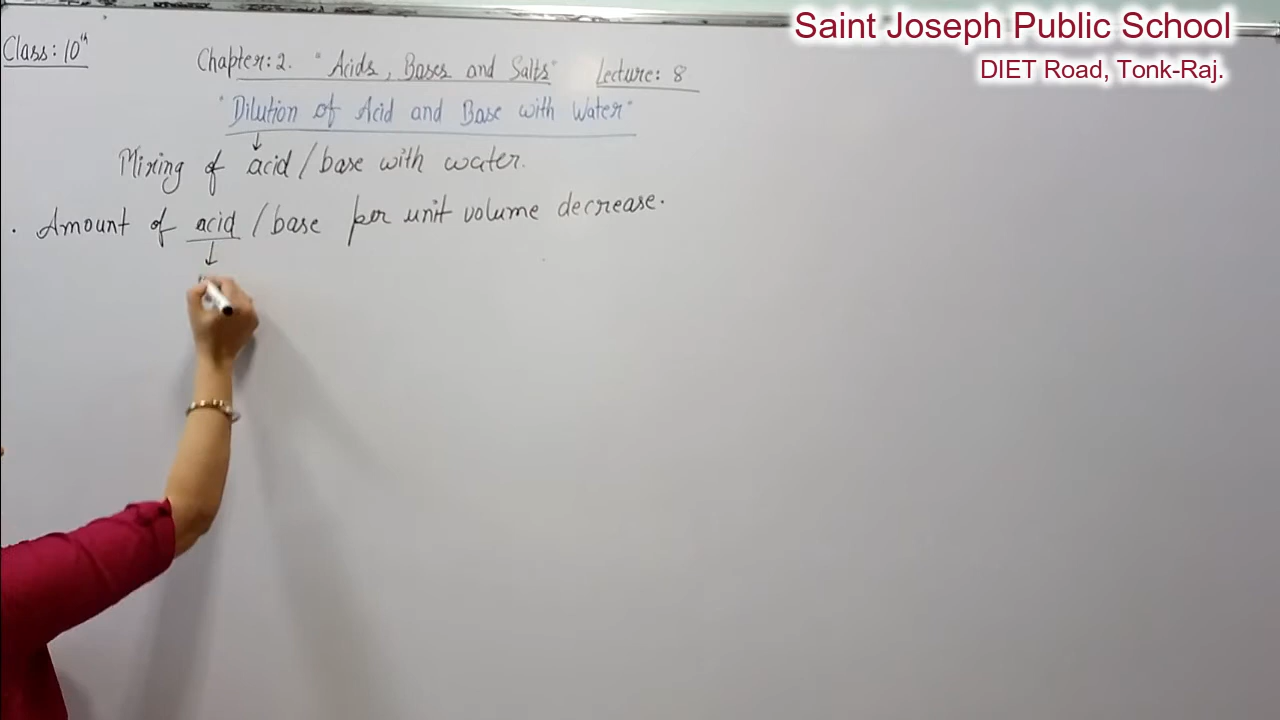 Saint Joseph Public School
DIET Road, Tonk-Raj.
Class: 10th
Chapter: 2. "Acids, Bases and Salts" Lecture: 8
"Dilution of Acid and Base with Water"
Mixing of acid / base with water.
. Amount of acid / base per unit volume decrease.